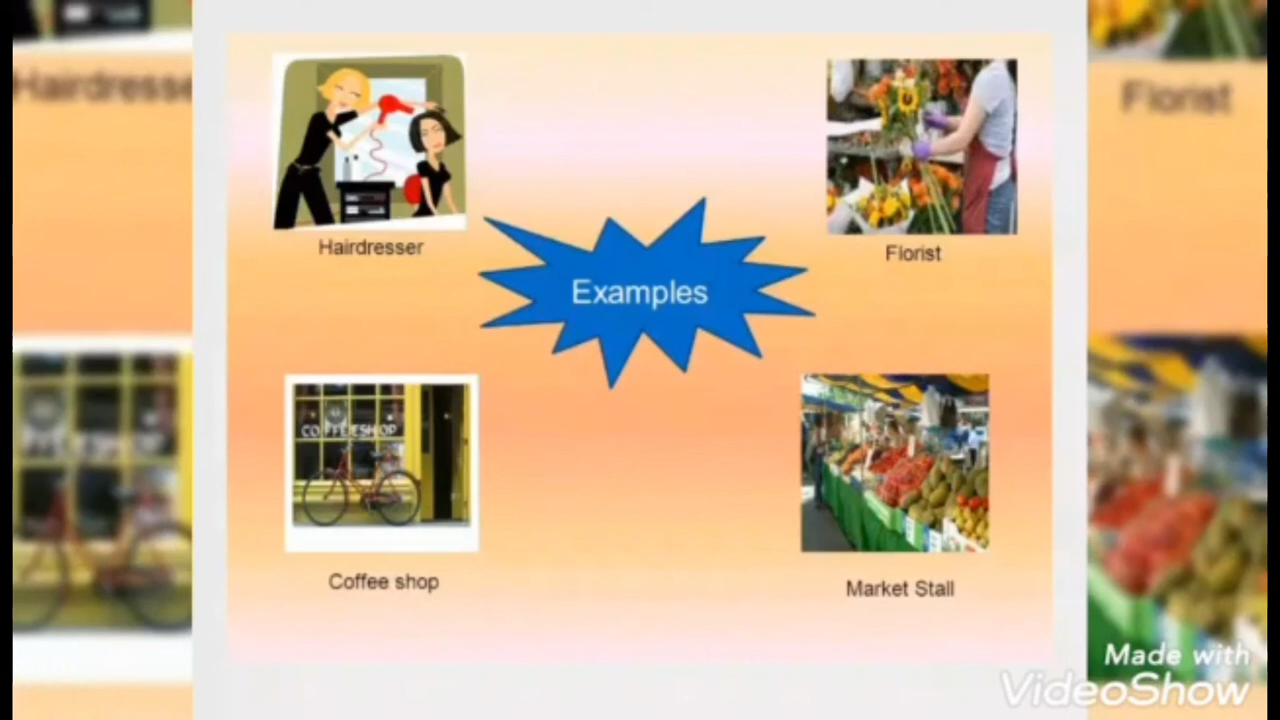 Hairdresser
Florist
Examples
COFFEESHOP
Coffee shop
Market Stall
Hairdresse
Florist
Made with
VideoShow